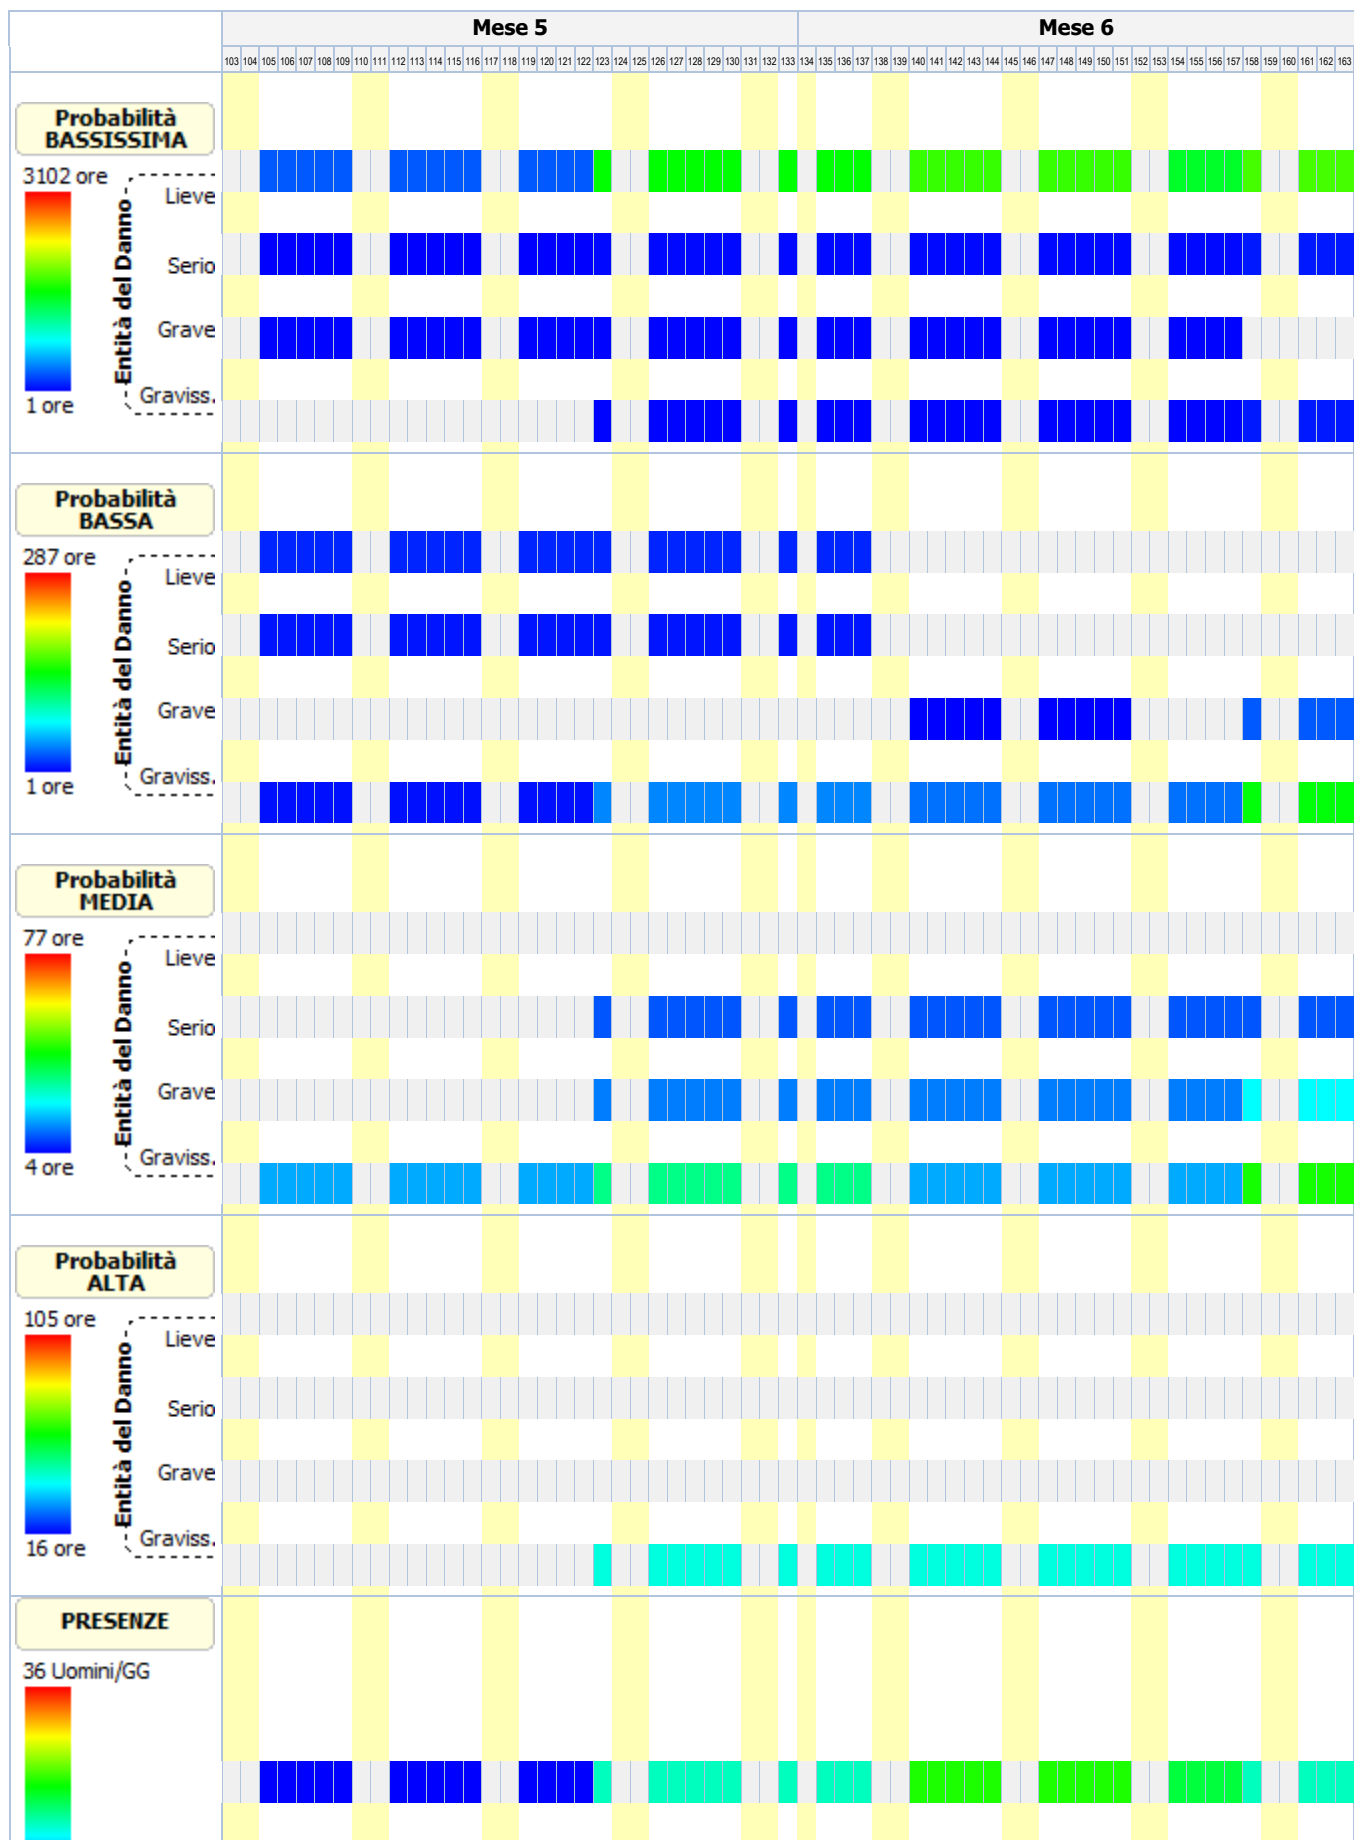 Mese 5 Mese 6
103 104 105 106 107 108 109 110 111 112 113 114 115 116 117 118 119 120 121 122 123 124 125 126 127 128 129 130 131 132 133 134 135 136 137 138 139 140 141 142 143 144 145 146 147 148 149 150 151 152 153 154 155 156 157 158 159 160 161 162 163
Probabilità
BASSISSIMA
3102 ore
Entità del Danno
Lieve
Serio
Grave
Graviss.
1 ore
Probabilità
BASSA
287 ore
Entità del Danno
Lieve
Serio
Grave
Graviss.
1 ore
Probabilità
MEDIA
77 ore
Entità del Danno
Lieve
Serio
Grave
Graviss.
4 ore
Probabilità
ALTA
105 ore
Entità del Danno
Lieve
Serio
Grave
Graviss.
16 ore
PRESENZE
36 Uomini/GG